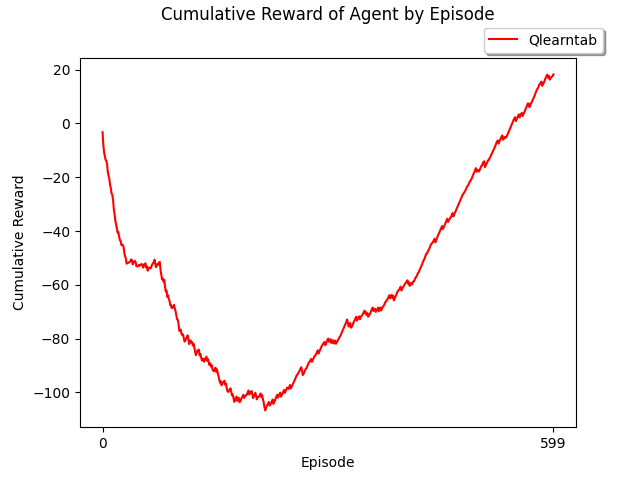 Cumulative Reward of Agent by Episode
Qlearntab
20
0
−20
−40
−60
−80
−100
Cumulative Reward
0
599
Episode